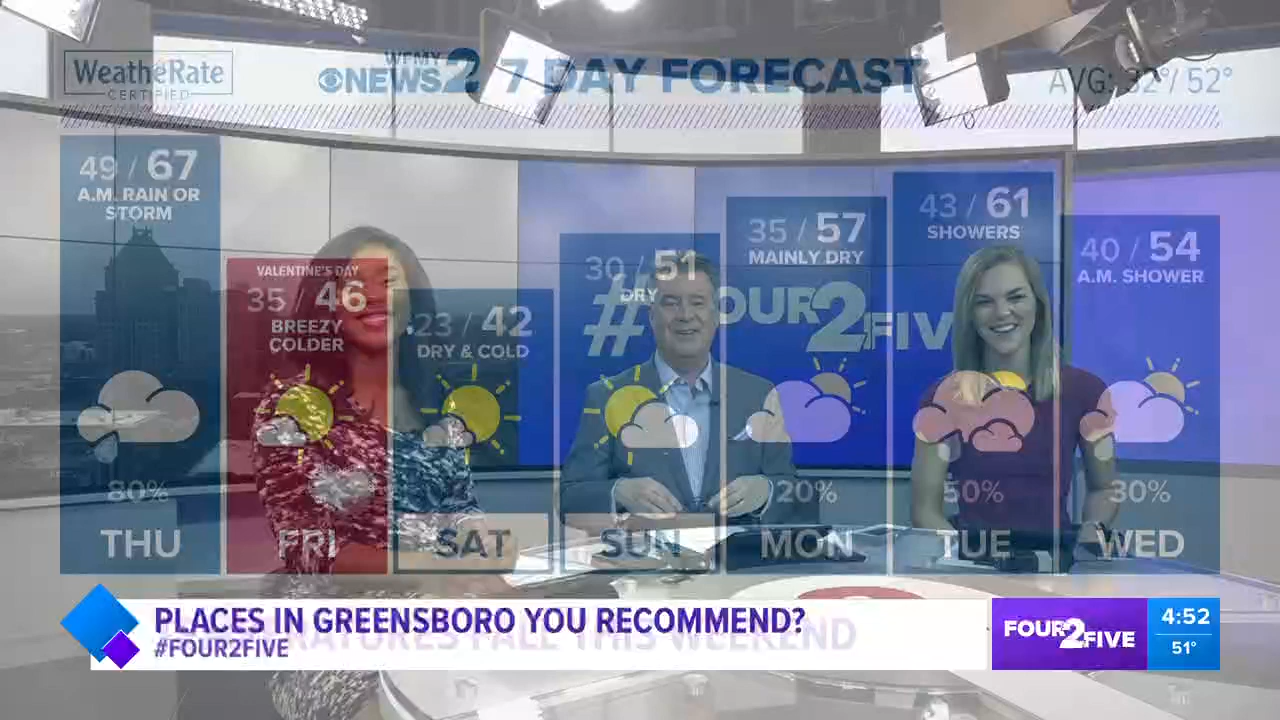 WeatheRate
CERTIFIED
WFMY
NEWS 2 7 DAY FORECAST
AVG: 32°/ 52°
49 / 67
A.M. RAIN OR
STORM
80%
THU
VALENTINE'S DAY
35 / 46
BREEZY
COLDER
FRI
23 / 42
DRY & COLD
SAT
30 / 51
DRY
SUN
35 / 57
MAINLY DRY
20%
MON
43 / 61
SHOWERS
50%
TUE
40 / 54
A.M. SHOWER
30%
WED
#FOUR2FIVE
PLACES IN GREENSBORO YOU RECOMMEND?
FALL THIS WEEKEND
#FOUR2FIVE
FOUR2FIVE
4:52
51°